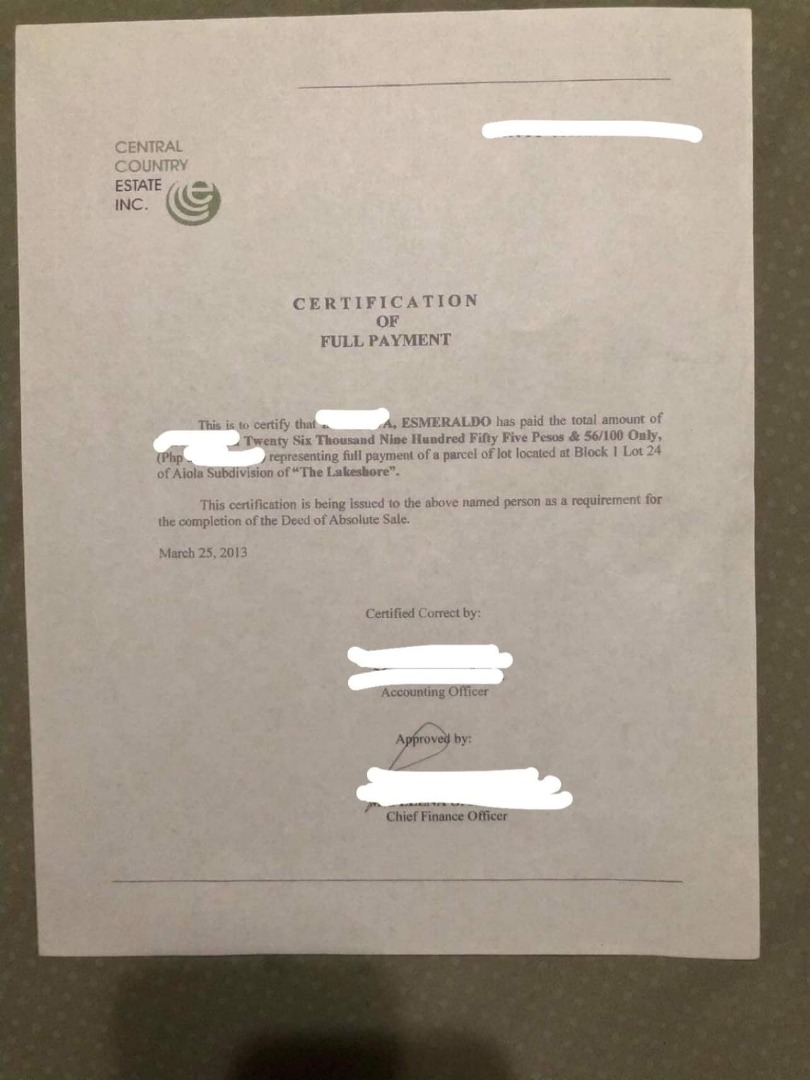 CENTRAL
COUNTRY
ESTATE
INC.
CERTIFICATION
OF
FULL PAYMENT
This is to certify that A, ESMERALDO has paid the total amount of
Twenty Six Thousand Nine Hundred Fifty Five Pesos & 56/100 Only,
(Php ) representing full payment of a parcel of lot located at Block 1 Lot 24
of Aiola Subdivision of “The Lakeshore”.
This certification is being issued to the above named person as a requirement for
the completion of the Deed of Absolute Sale.
March 25, 2013
Certified Correct by:
Accounting Officer
Approved by:
Chief Finance Officer